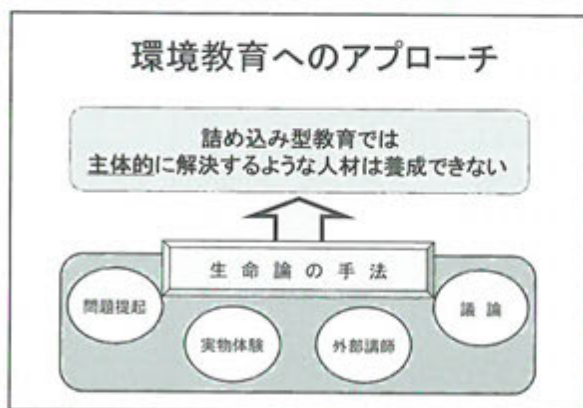 環境教育へのアプローチ
詰め込み型教育では
主体的に解決するような人材は養成できない
生命論の手法
問題提起
実物体験
外部講師
議論